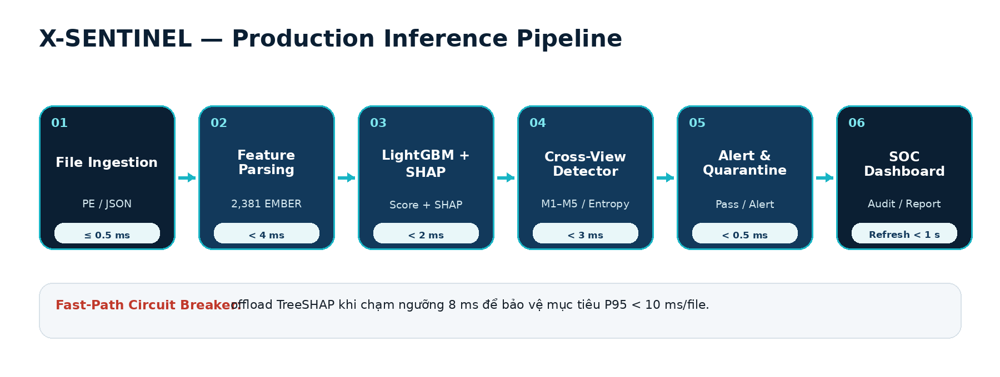 X-SENTINEL — Production Inference Pipeline
01
File Ingestion
PE / JSON
≤ 0.5 ms
02
Feature
Parsing
2,381 EMBER
< 4 ms
03
LightGBM +
SHAP
Score + SHAP
< 2 ms
04
Cross-View
Detector
M1–M5 / Entropy
< 3 ms
05
Alert &
Quarantine
Pass / Alert
< 0.5 ms
06
SOC
Dashboard
Audit / Report
Refresh < 1 s
Fast-Path Circuit Breaker: offload TreeSHAP khi chạm ngưỡng 8 ms để bảo vệ mục tiêu P95 < 10 ms/file.